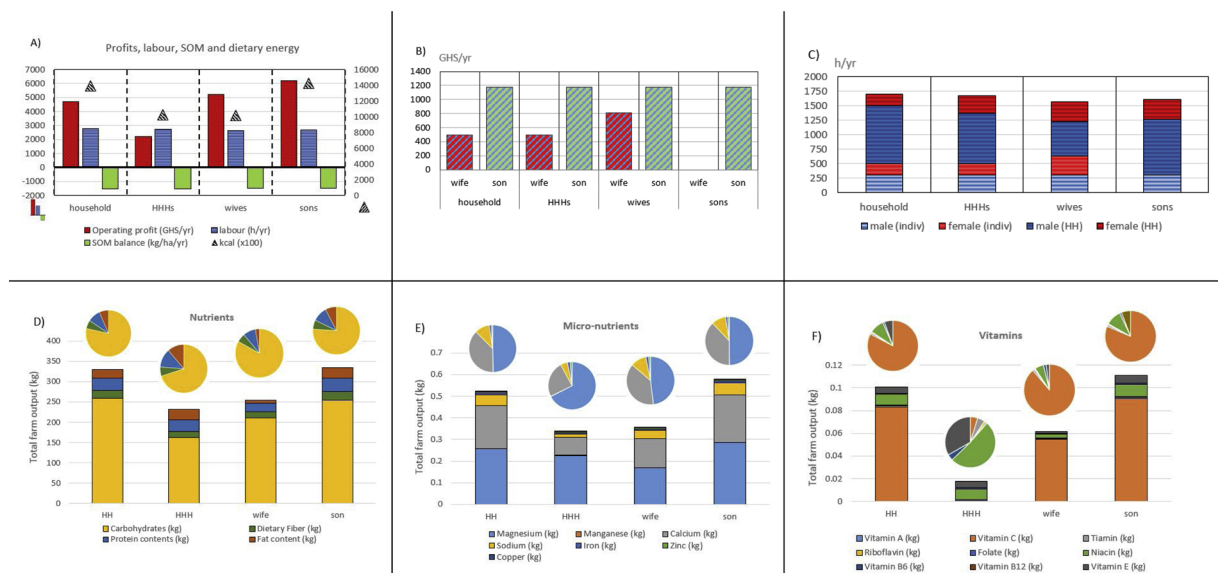 A)
Profits, labour, SOM and dietary energy
7000
6000
5000
4000
3000
2000
1000
0
-1000
-2000
16000
14000
12000
10000
8000
6000
4000
2000
0
household HHHs wives sons
Operating profit (GHS/yr) labour (h/yr)
SOM balance (kg/ha/yr) kcal (x100)
B)
GHS/yr
1400
1200
1000
800
600
400
200
0
wife son wife son wife son wife son
household HHHs wives sons
C)
h/yr
2000
1750
1500
1250
1000
750
500
250
0
household HHHs wives sons
male (indiv) female (indiv) male (HH) female (HH)
D)
Nutrients
Total farm output (kg)
400
350
300
250
200
150
100
50
0
HH HHH wife son
Carbohydrates (kg) Dietary Fiber (kg)
Protein contents (kg) Fat content (kg)
E)
Micro-nutrients
Total farm output (kg)
0.7
0.6
0.5
0.4
0.3
0.2
0.1
0
HH HHH wife son
Magnesium (kg) Manganese (kg) Calcium (kg)
Sodium (kg) Iron (kg) Zinc (kg)
Copper (kg)
F)
Vitamins
Total farm output (kg)
0.12
0.1
0.08
0.06
0.04
0.02
0
HH HHH wife son
Vitamin A (kg) Vitamin C (kg) Tiamin (kg)
Riboflavin (kg) Folate (kg) Niacin (kg)
Vitamin B6 (kg) Vitamin B12 (kg) Vitamin E (kg)